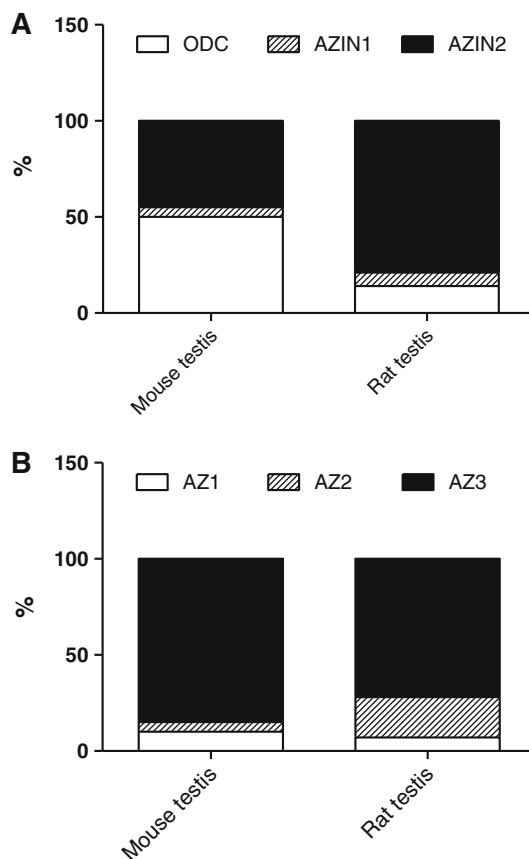 A
150
ODC AZIN1 AZIN2
100
%
50
0
Mouse testis
Rat testis
B
150
AZ1 AZ2 AZ3
100
%
50
0
Mouse testis
Rat testis